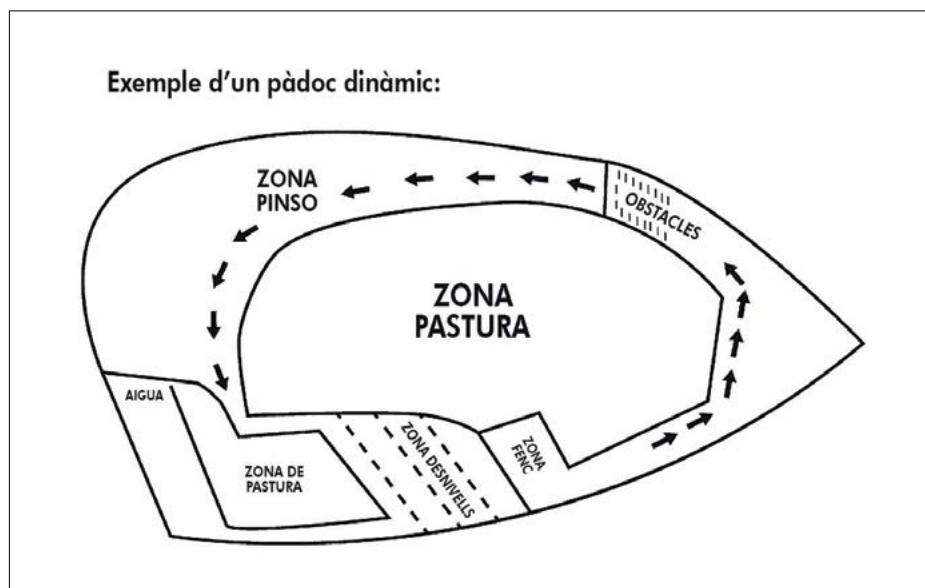 Exemple d'un pàdoc dinàmic:
ZONA
PINSO
OBSTACLES
ZONA
PASTURA
AIGUA
ZONA DE
PASTURA
ZONA DESNIVELLS
ZONA
FENC